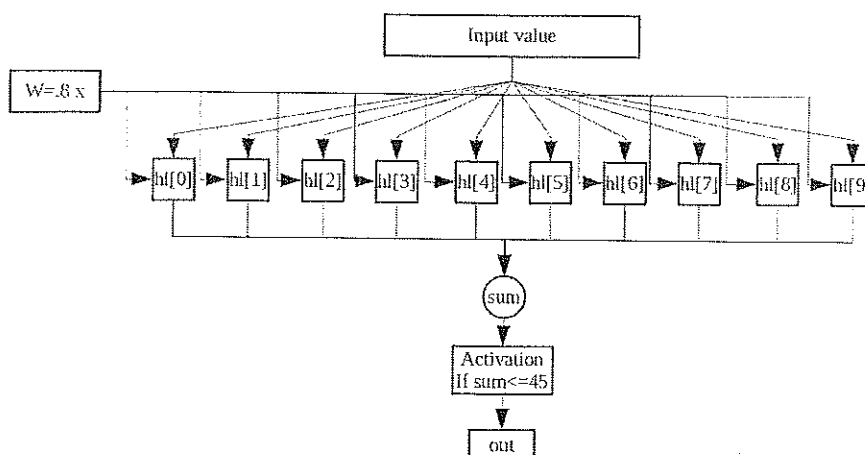 Input value
W=.8 x
hl[0] hl[1] hl[2] hl[3] hl[4] hl[5] hl[6] hl[7] hl[8] hl[9
sum
Activation
If sum<=45
out